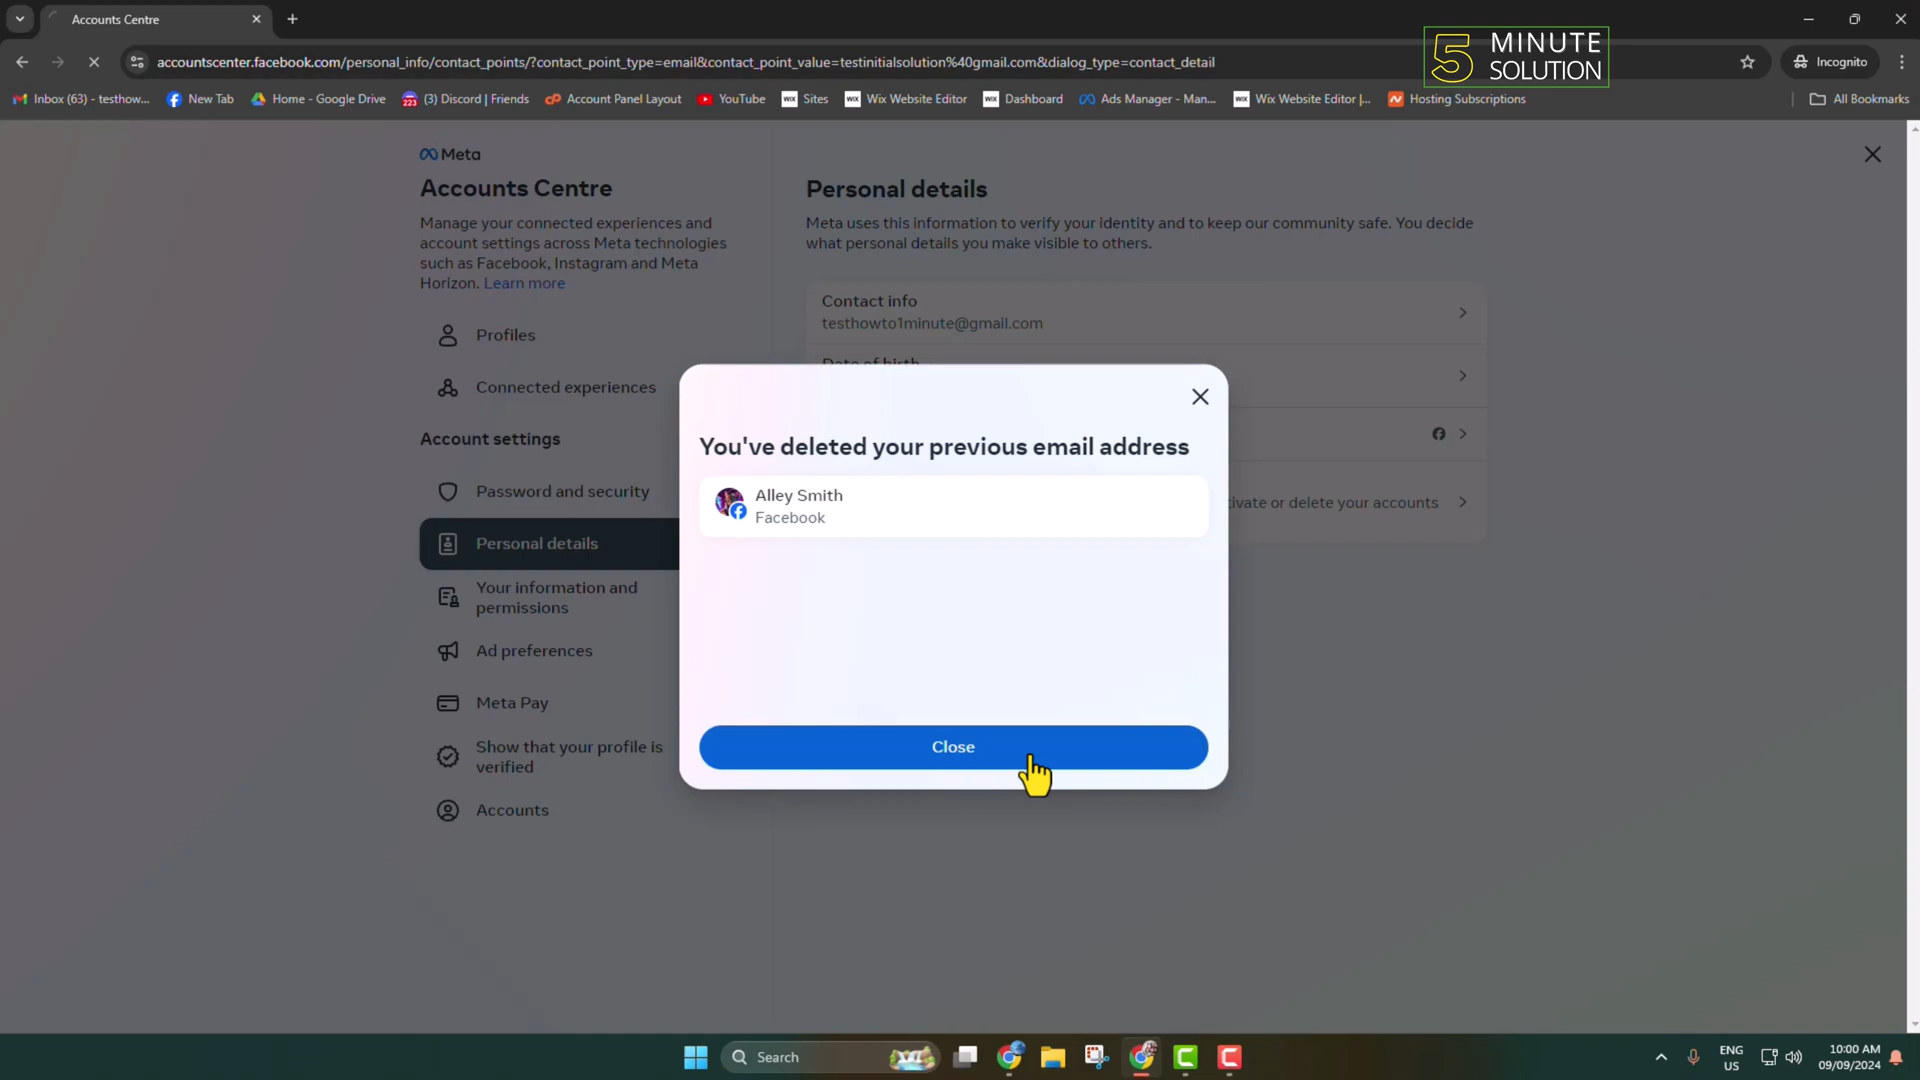 Accounts Centre
5 MINUTE
SOLUTION
accountscenter.facebook.com/personal_info/contact_points/?contact_point_type=email&contact_point_value=testinitialsolution%40gmail.com&dialog_type=contact_detail
Incognito
Inbox (63) - testhow...
New Tab
Home - Google Drive
223
(3) Discord | Friends
Account Panel Layout
YouTube
WIX
Sites
WIX
Wix Website Editor
WIX
Dashboard
Ads Manager - Man...
WIX
Wix Website Editor |...
Hosting Subscriptions
All Bookmarks
Meta
Accounts Centre
Manage your connected experiences and
account settings across Meta technologies
such as Facebook, Instagram and Meta
Horizon. Learn more
Profiles
Connected experiences
Account settings
Password and security
Personal details
Your information and
permissions
Ad preferences
Meta Pay
Show that your profile is
verified
Accounts
Personal details
Meta uses this information to verify your identity and to keep our community safe. You decide
what personal details you make visible to others.
Contact info
testhowto1minute@gmail.com
Date of birth
ivate or delete your accounts
You've deleted your previous email address
Alley Smith
Facebook
Close
Search
ENG
US
10:00 AM
09/09/2024